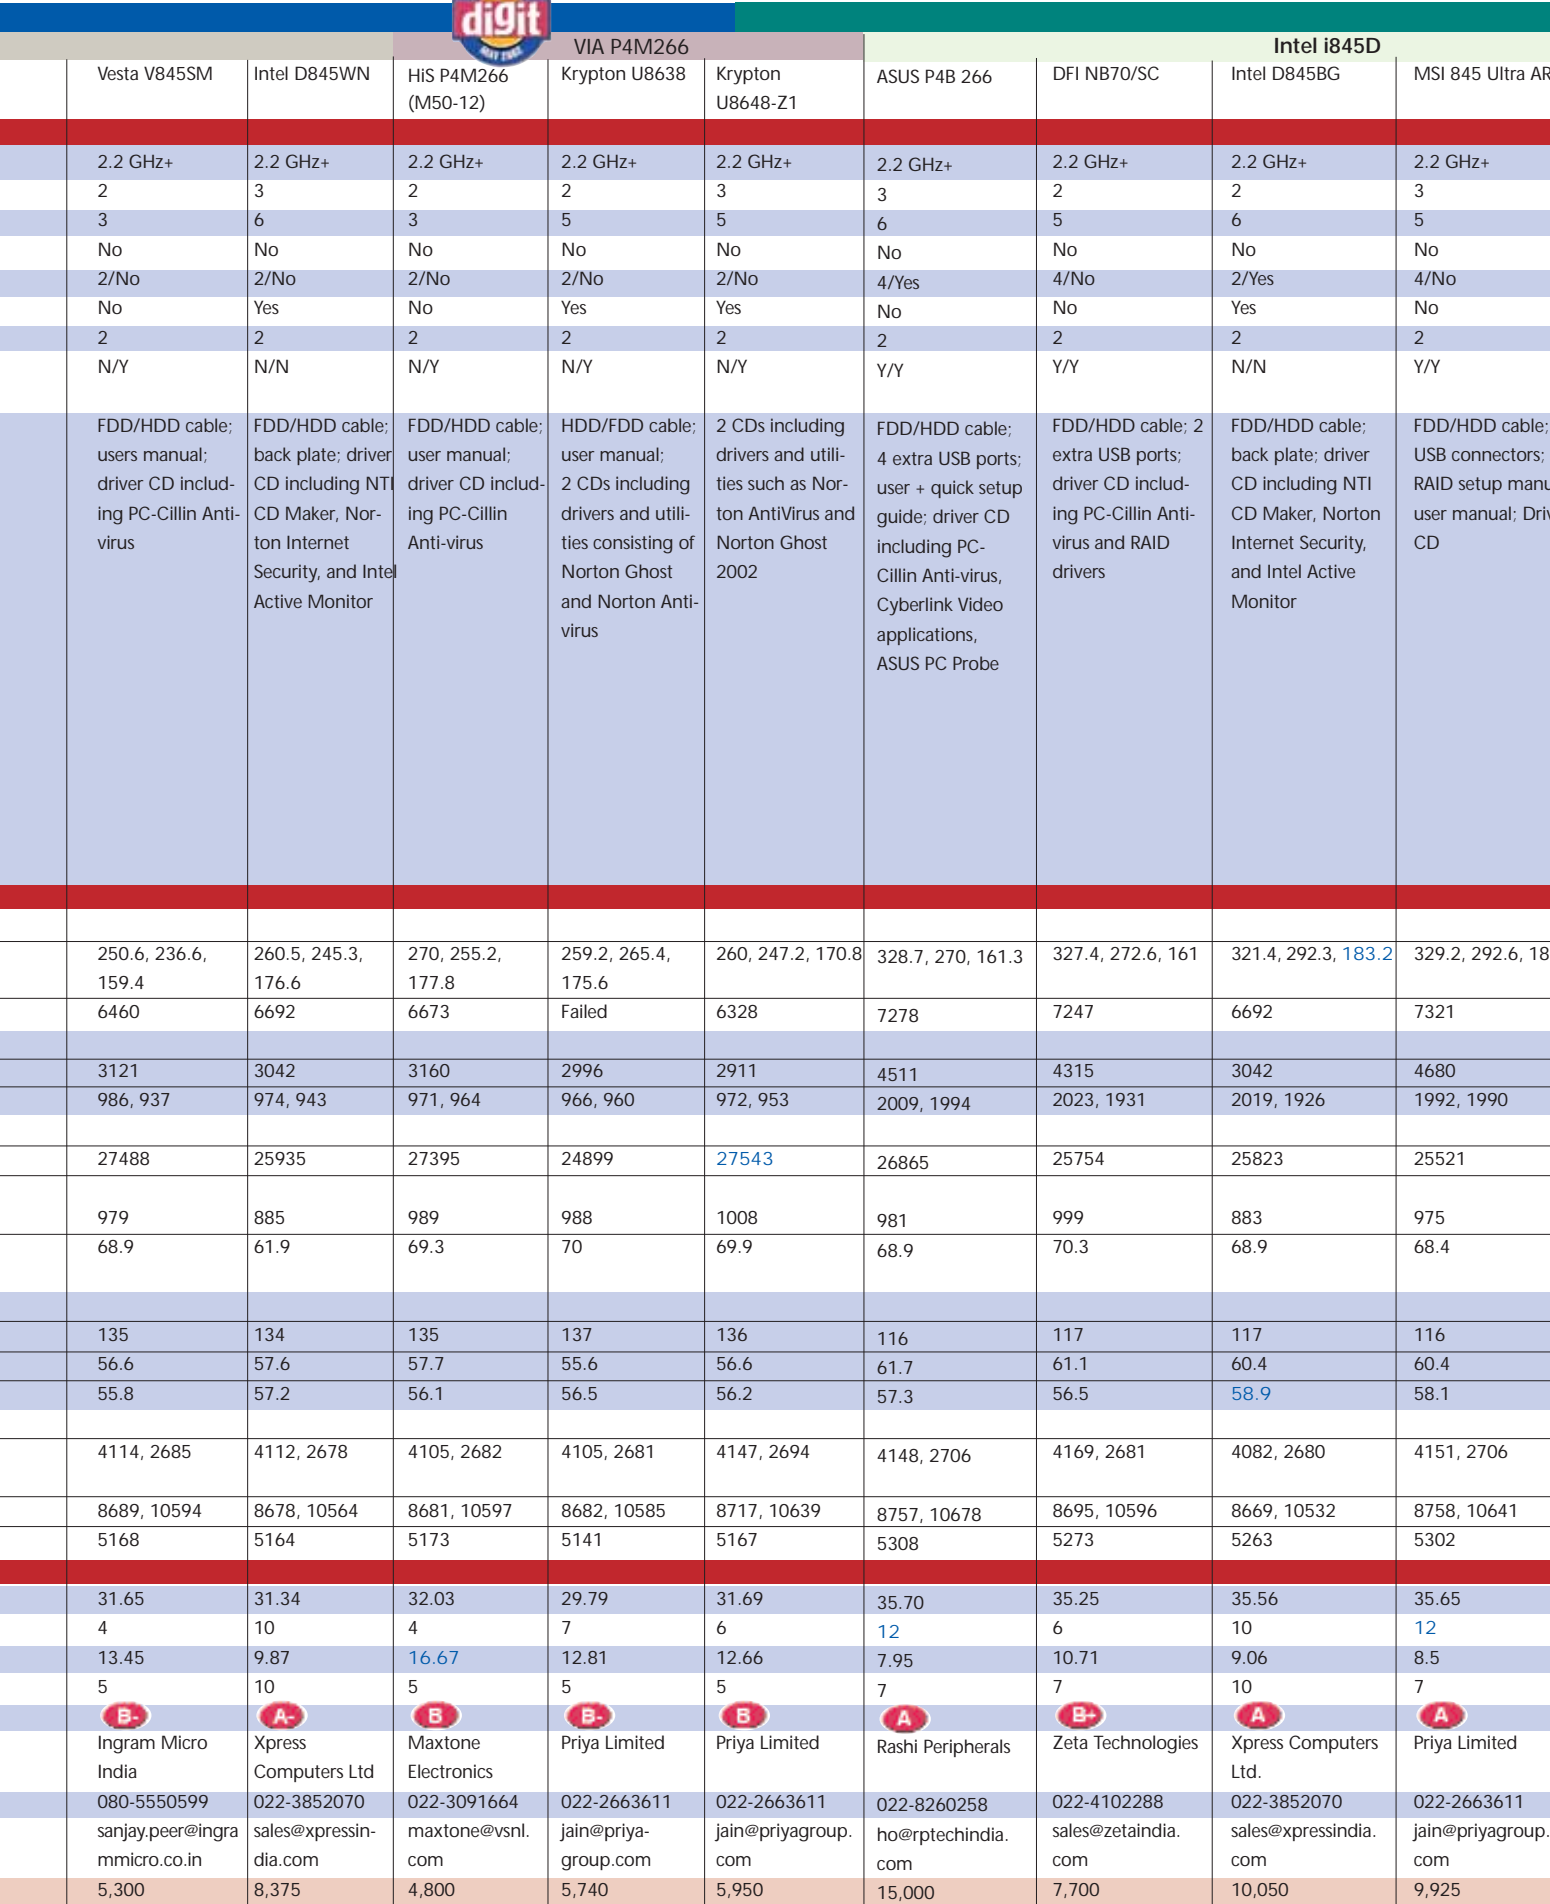 digit
MAY 2002
VIA P4M266 Intel i845D
Vesta V845SM Intel D845WN HiS P4M266 Krypton U8638 Krypton ASUS P4B 266 DFI NB70/SC Intel D845BG MSI 845 Ultra AR
(M50-12) U8648-Z1
2.2 GHz+ 2.2 GHz+ 2.2 GHz+ 2.2 GHz+ 2.2 GHz+ 2.2 GHz+ 2.2 GHz+ 2.2 GHz+ 2.2 GHz+
2 3 2 2 3 3 2 2 3
3 6 3 5 5 6 5 6 5
No No No No No No No No No
2/No 2/No 2/No 2/No 2/No 4/Yes 4/No 2/Yes 4/No
No Yes No Yes Yes No No Yes No
2 2 2 2 2 2 2 2 2
N/Y N/N N/Y N/Y N/Y Y/Y Y/Y N/N Y/Y
FDD/HDD cable; FDD/HDD cable; FDD/HDD cable; HDD/FDD cable; 2 CDs including FDD/HDD cable; FDD/HDD cable; 2 FDD/HDD cable; FDD/HDD cable;
users manual; back plate; driver user manual; user manual; drivers and utili- 4 extra USB ports; extra USB ports; back plate; driver USB connectors;
driver CD includ- CD including NTI driver CD includ- 2 CDs including ties such as Nor- user + quick setup driver CD includ- CD including NTI RAID setup manu
ing PC-Cillin Anti- CD Maker, Nor- ing PC-Cillin drivers and utili- ton AntiVirus and guide; driver CD ing PC-Cillin Anti- CD Maker, Norton user manual; Driv
virus ton Internet Anti-virus ties consisting of Norton Ghost including PC- virus and RAID Internet Security, CD
Security, and Intel Norton Ghost 2002 Cillin Anti-virus, drivers and Intel Active
Active Monitor and Norton Anti- Cyberlink Video Monitor
virus applications,
ASUS PC Probe
250.6, 236.6, 260.5, 245.3, 270, 255.2, 259.2, 265.4, 260, 247.2, 170.8 328.7, 270, 161.3 327.4, 272.6, 161 321.4, 292.3, 183.2 329.2, 292.6, 18
159.4 176.6 177.8 175.6
6460 6692 6673 Failed 6328 7278 7247 6692 7321
3121 3042 3160 2996 2911 4511 4315 3042 4680
986, 937 974, 943 971, 964 966, 960 972, 953 2009, 1994 2023, 1931 2019, 1926 1992, 1990
27488 25935 27395 24899 27543 26865 25754 25823 25521
979 885 989 988 1008 981 999 883 975
68.9 61.9 69.3 70 69.9 68.9 70.3 68.9 68.4
135 134 135 137 136 116 117 117 116
56.6 57.6 57.7 55.6 56.6 61.7 61.1 60.4 60.4
55.8 57.2 56.1 56.5 56.2 57.3 56.5 58.9 58.1
4114, 2685 4112, 2678 4105, 2682 4105, 2681 4147, 2694 4148, 2706 4169, 2681 4082, 2680 4151, 2706
8689, 10594 8678, 10564 8681, 10597 8682, 10585 8717, 10639 8757, 10678 8695, 10596 8669, 10532 8758, 10641
5168 5164 5173 5141 5167 5308 5273 5263 5302
31.65 31.34 32.03 29.79 31.69 35.70 35.25 35.56 35.65
4 10 4 7 6 12 6 10 12
13.45 9.87 16.67 12.81 12.66 7.95 10.71 9.06 8.5
5 10 5 5 5 7 7 10 7
B- A- B B- B A B+ A A
Ingram Micro Xpress Maxtone Priya Limited Priya Limited Rashi Peripherals Zeta Technologies Xpress Computers Priya Limited
India Computers Ltd Electronics Ltd.
080-5550599 022-3852070 022-3091664 022-2663611 022-2663611 022-8260258 022-4102288 022-3852070 022-2663611
sanjay.peer@ingra sales@xpressin- maxtone@vsnl. jain@priya- jain@priyagroup. ho@rptechindia. sales@zetaindia. sales@xpressindia. jain@priyagroup.
mmicro.co.in dia.com com group.com com com com com com
5,300 8,375 4,800 5,740 5,950 15,000 7,700 10,050 9,925